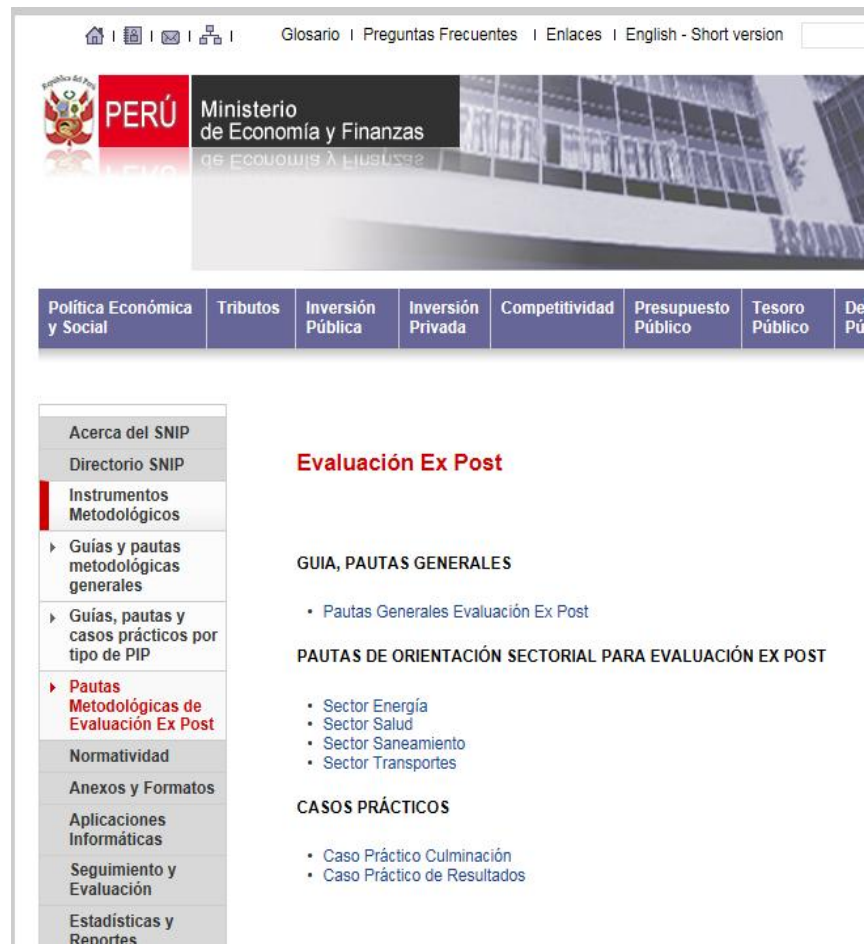 Glosario | Preguntas Frecuentes | Enlaces | English - Short version
República del Perú
PERÚ
Ministerio
de Economía y Finanzas
Política Económica
y Social
Tributos
Inversión
Pública
Inversión
Privada
Competitividad
Presupuesto
Público
Tesoro
Público
Acerca del SNIP
Directorio SNIP
Instrumentos
Metodológicos
Guías y pautas
metodológicas
generales
Guías, pautas y
casos prácticos por
tipo de PIP
Pautas
Metodológicas de
Evaluación Ex Post
Normatividad
Anexos y Formatos
Aplicaciones
Informáticas
Seguimiento y
Evaluación
Estadísticas y
Reportes
Evaluación Ex Post
GUIA, PAUTAS GENERALES
• Pautas Generales Evaluación Ex Post
PAUTAS DE ORIENTACIÓN SECTORIAL PARA EVALUACIÓN EX POST
• Sector Energía
• Sector Salud
• Sector Saneamiento
• Sector Transportes
CASOS PRÁCTICOS
• Caso Práctico Culminación
• Caso Práctico de Resultados